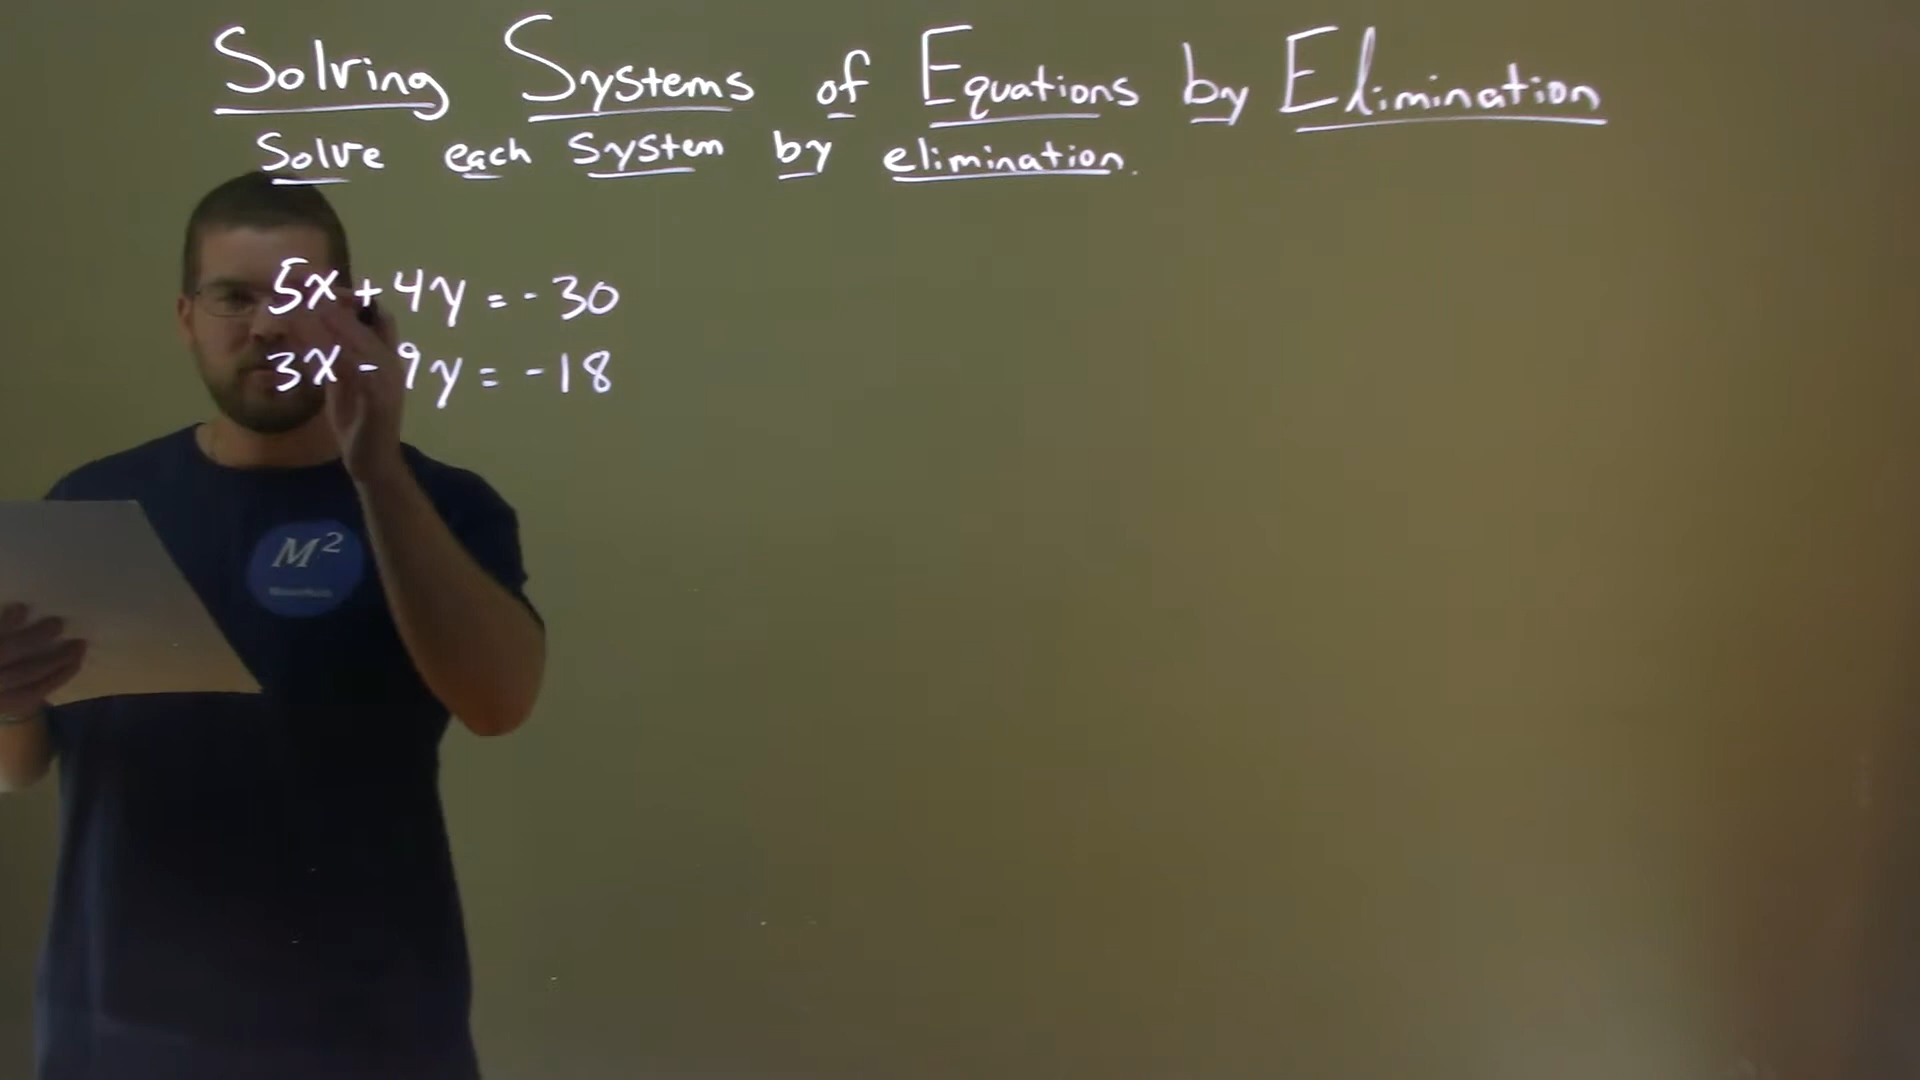 Solving Systems of Equations by Elimination
Solve each system by elimination.
5x+4y=-30
3x-9y=-18
M²